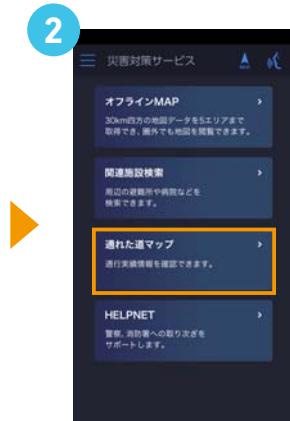 2
災害対策サービス
オフラインMAP
30km四方の地図データを5エリアまで
取得でき、圏外でも地図を閲覧できます。
関連施設検索
周辺の避難所や病院などを
検索できます。
通れた道マップ
通行実績情報を確認できます。
HELPNET
警察、消防署への取り次ぎを
サポートします。